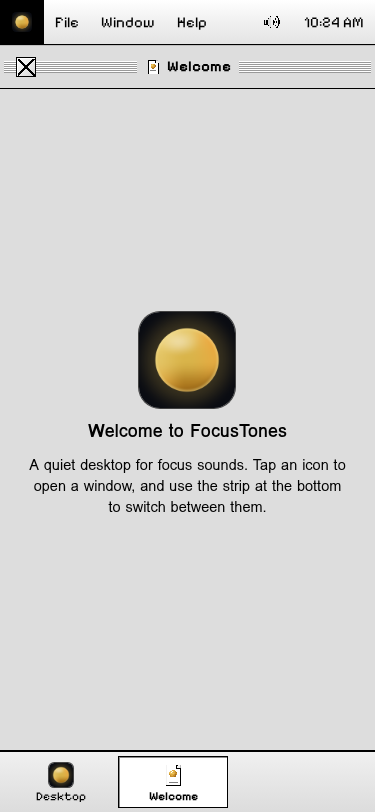 File Window Help 10:24 AM
Welcome
Welcome to FocusTones
A quiet desktop for focus sounds. Tap an icon to
open a window, and use the strip at the bottom
to switch between them.
Desktop Welcome